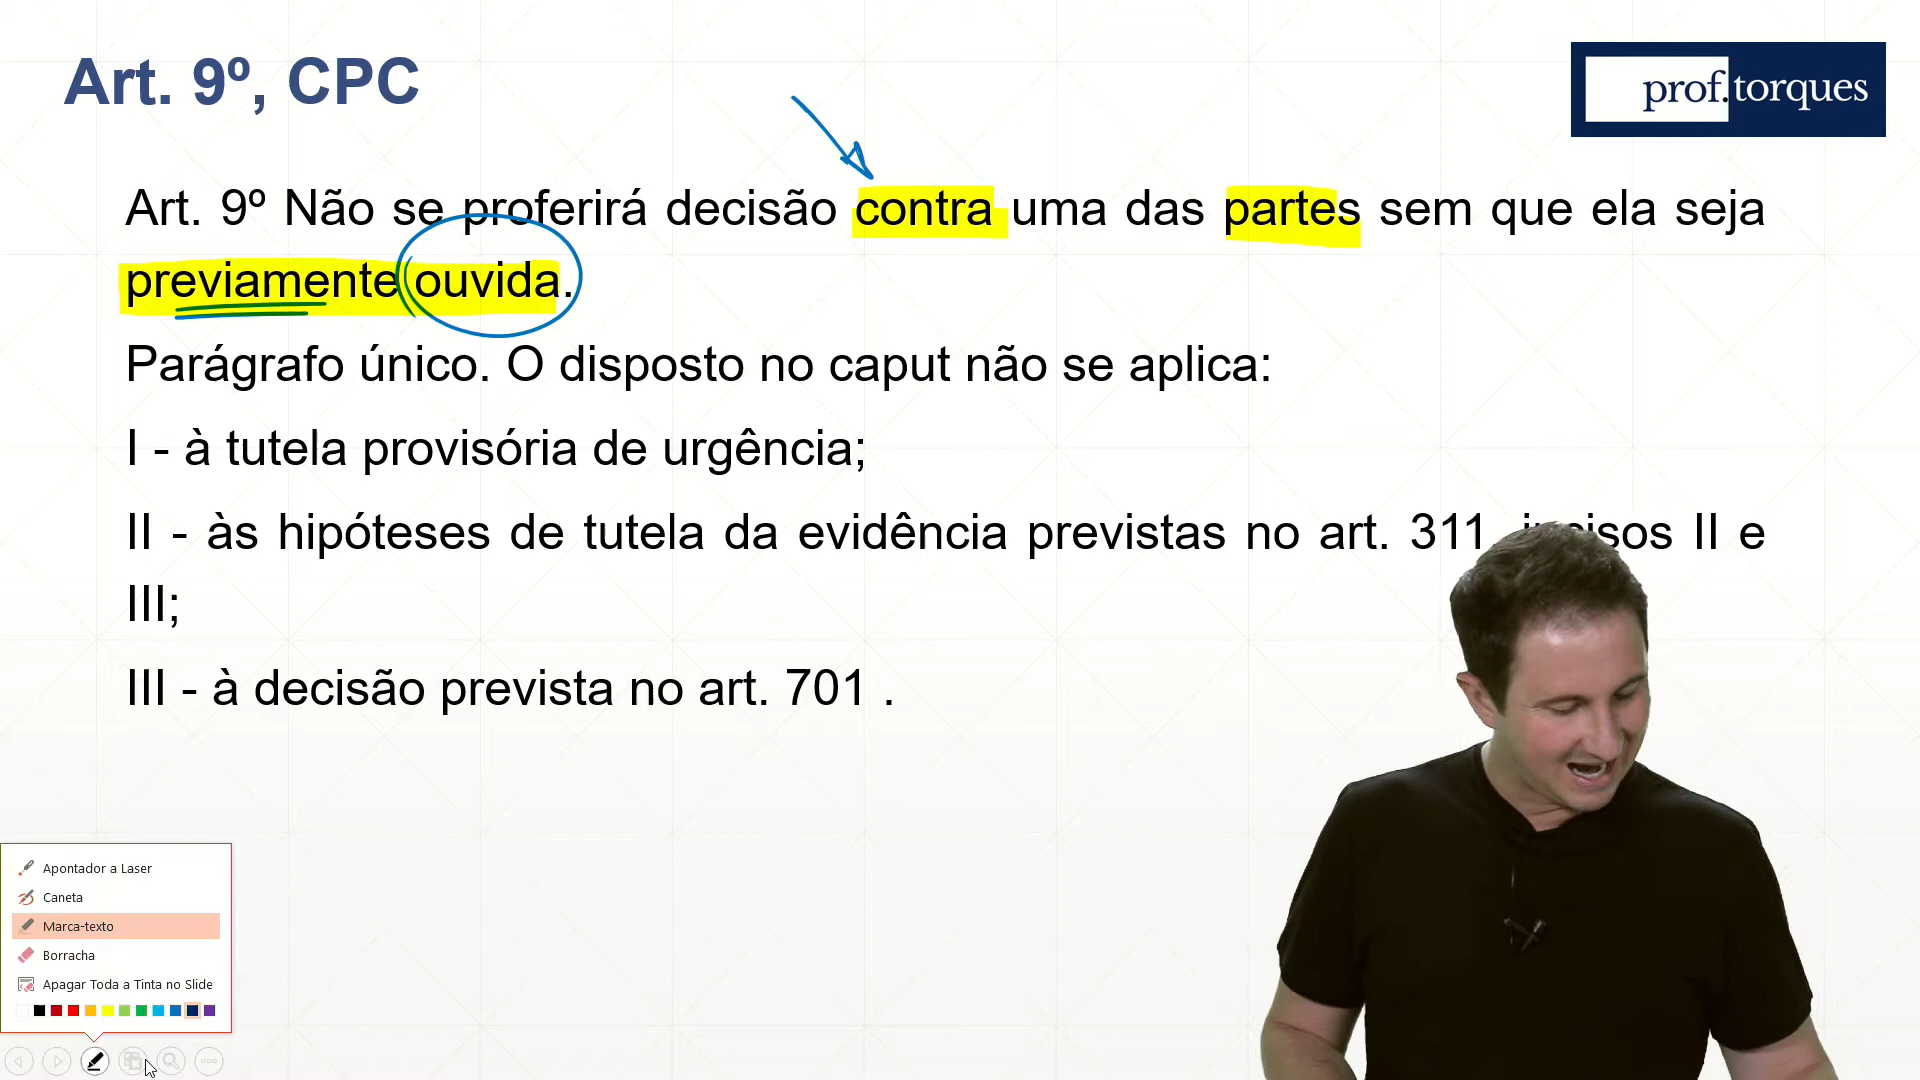 Art. 9º, CPC
prof.torques
Art. 9º Não se proferirá decisão contra uma das partes sem que ela seja
previamente ouvida.
Parágrafo único. O disposto no caput não se aplica:
I - à tutela provisória de urgência;
II - às hipóteses de tutela da evidência previstas no art. 311 incisos II e
III;
III - à decisão prevista no art. 701 .
Apontador a Laser
Caneta
Marca-texto
Borracha
Apagar Toda a Tinta no Slide